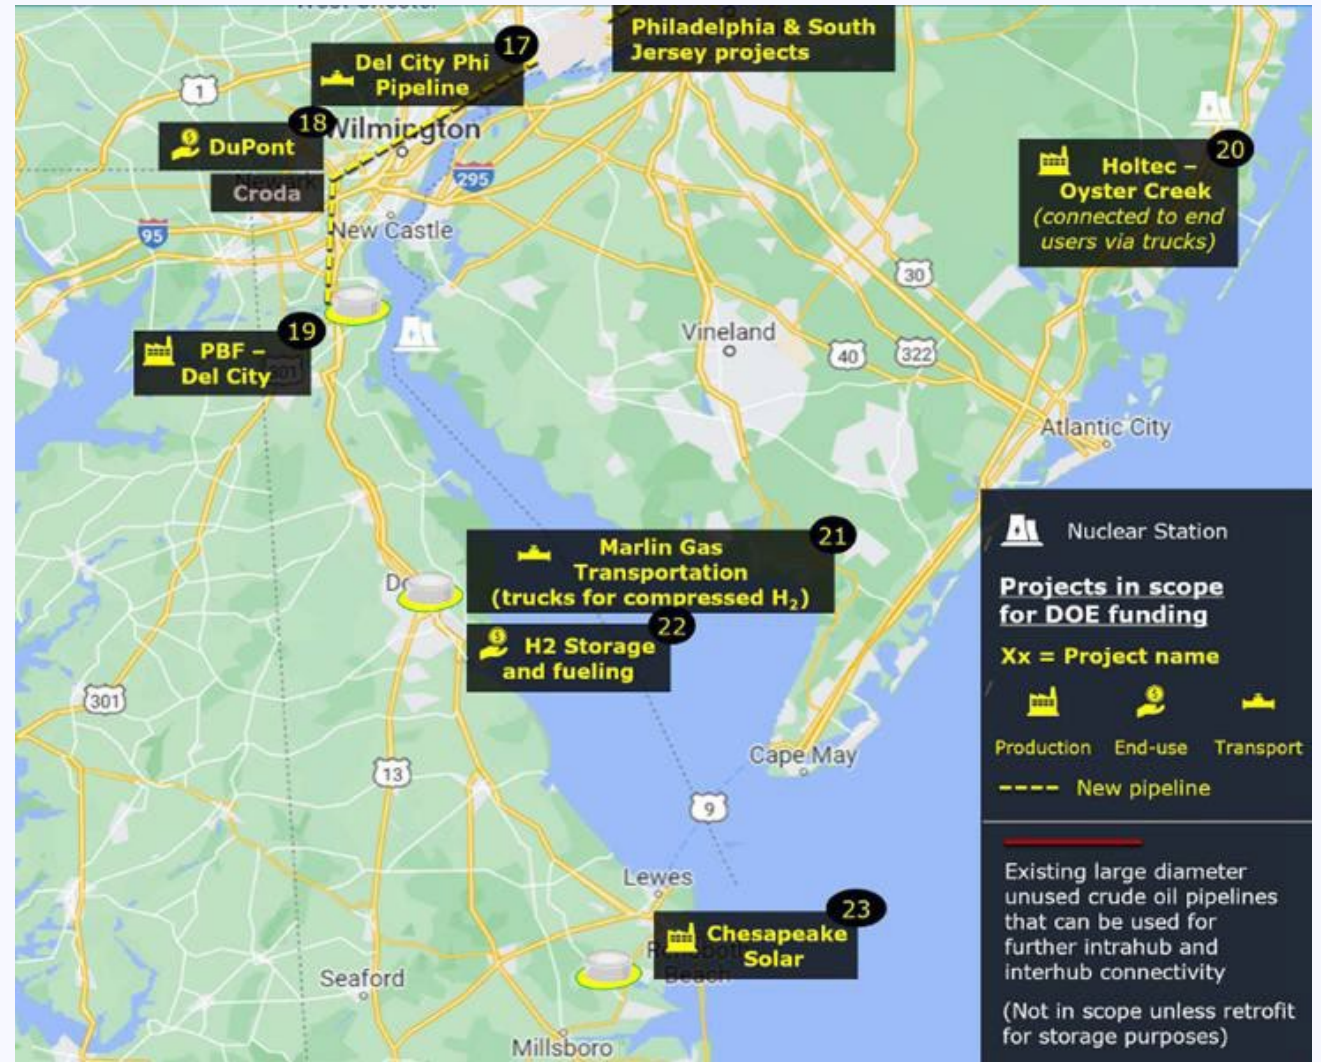 Philadelphia & South
Jersey projects
17
Del City Phi
Pipeline
1
18
Wilmington
DuPont
Croda
295
95
New Castle
20
Holtec –
Oyster Creek
(connected to end
users via trucks)
30
19
PBF –
Del City
301
Vineland
40
322
Atlantic City
21
Marlin Gas
Transportation
(trucks for compressed H₂)
22
H2 Storage
and fueling
301
13
Cape May
9
Lewes
23
Chesapeake
Solar
Beach
Seaford
Millsboro
Nuclear Station
Projects in scope
for DOE funding
Xx = Project name
Production End-use Transport
New pipeline
Existing large diameter
unused crude oil pipelines
that can be used for
further intrahub and
interhub connectivity
(Not in scope unless retrofit
for storage purposes)